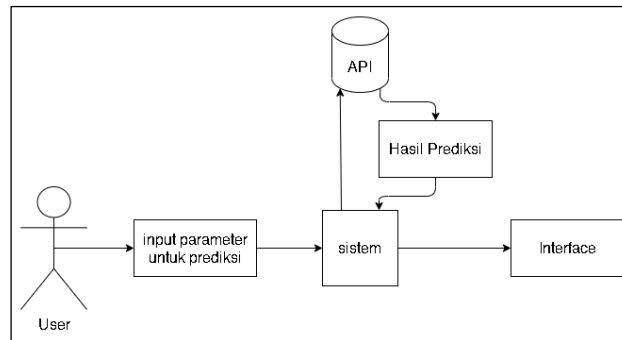 API
Hasil Prediksi
input parameter
untuk prediksi
sistem
Interface
User